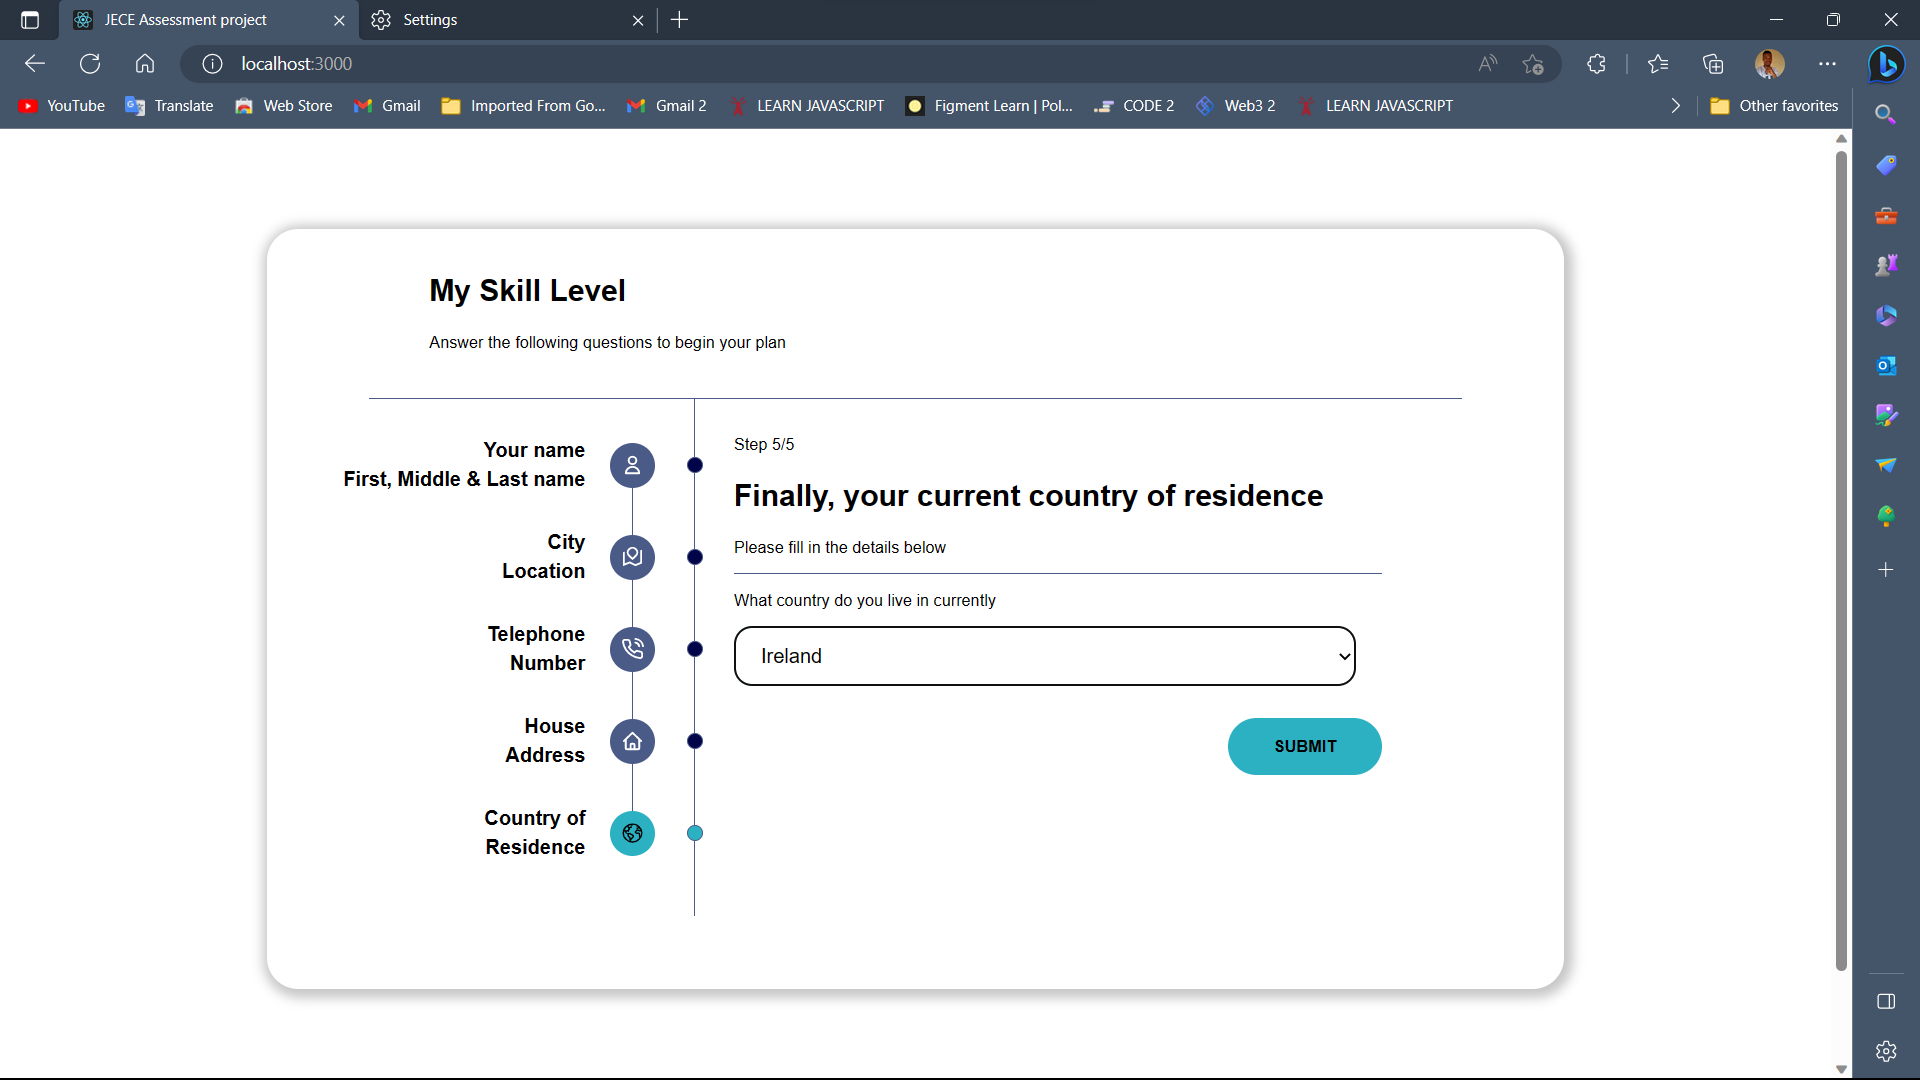 JECE Assessment project
Settings
localhost:3000
YouTube
Translate
Web Store
Gmail
Imported From Go...
Gmail 2
LEARN JAVASCRIPT
Figment Learn | Pol...
CODE 2
Web3 2
LEARN JAVASCRIPT
Other favorites
My Skill Level
Answer the following questions to begin your plan
Your name
First, Middle & Last name
City
Location
Telephone
Number
House
Address
Country of
Residence
Step 5/5
Finally, your current country of residence
Please fill in the details below
What country do you live in currently
Ireland
SUBMIT